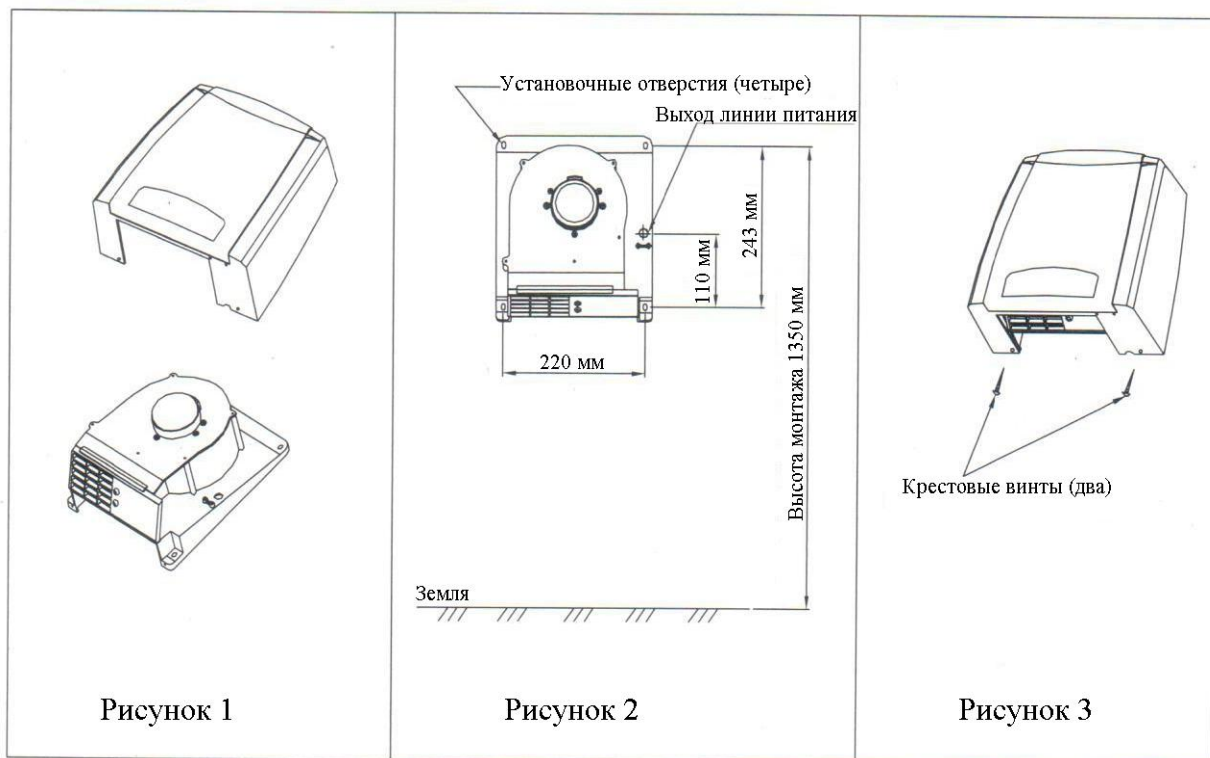 Установочные отверстия (четыре)
Выход линии питания
243 мм
110 мм
Высота монтажа 1350 мм
220 мм
Земля
Крестовые винты (два)
Рисунок 1
Рисунок 2
Рисунок 3